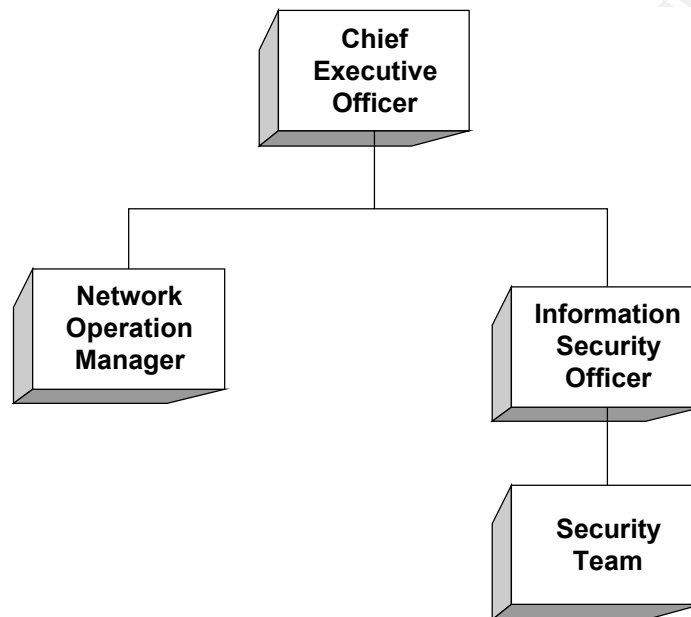 Chief
Executive
Officer
Network
Operation
Manager
Information
Security
Officer
Security
Team